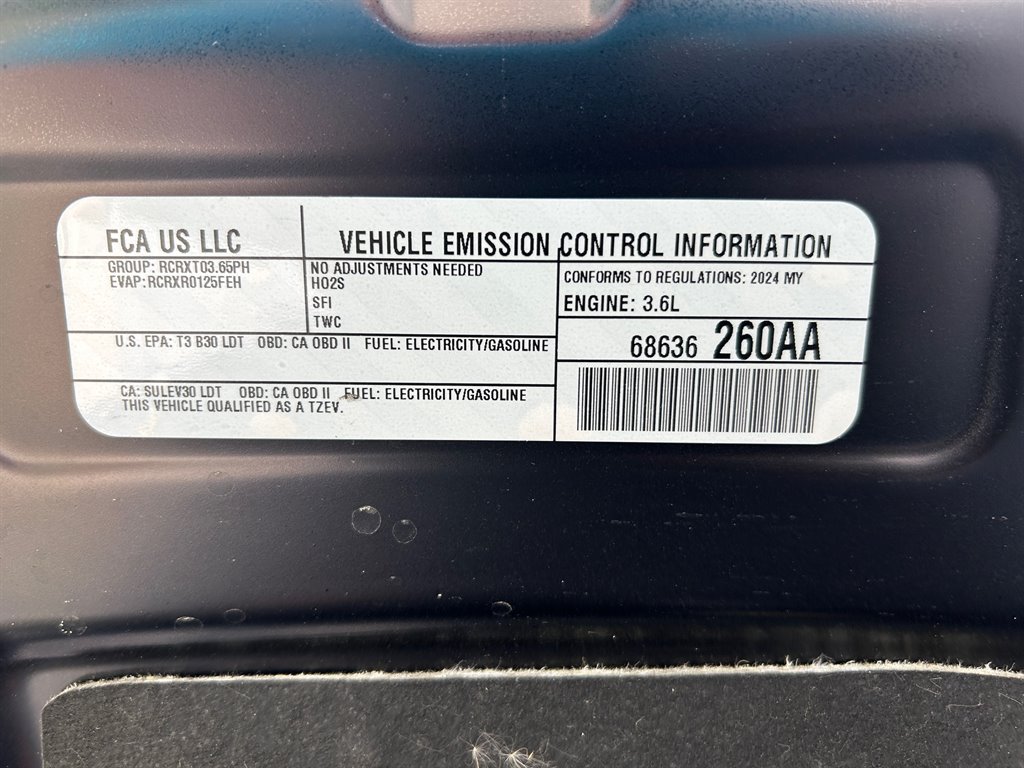 FCA US LLC
VEHICLE EMISSION CONTROL INFORMATION
GROUP: RCRXT03.65PH
EVAP:RCRXR0125FEH
NO ADJUSTMENTS NEEDED
HO2S
SFI
TWC
CONFORMS TO REGULATIONS: 2024 MY
ENGINE: 3.6L
U.S. EPA: T3 B30 LDT OBD: CA OBD II FUEL: ELECTRICITY/GASOLINE
68636 260AA
CA: SULEV30 LDT OBD: CA OBD II FUEL: ELECTRICITY/GASOLINE
THIS VEHICLE QUALIFIED AS A TZEV.